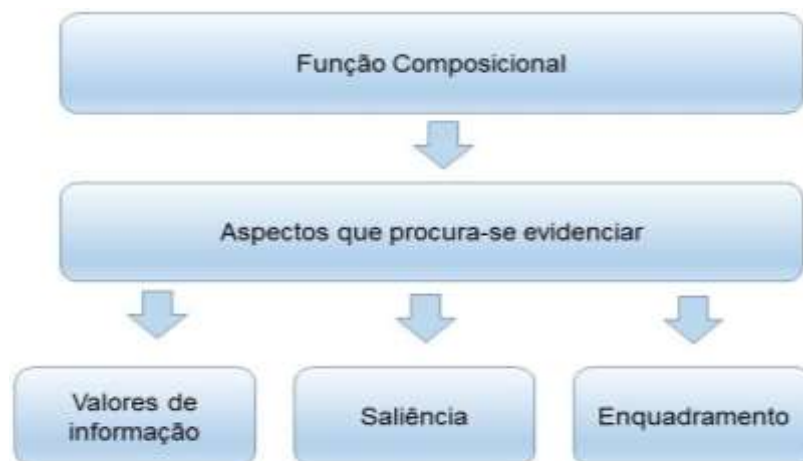 Função Composicional
Aspectos que procura-se evidenciar
Valores de
informação
Saliência
Enquadramento